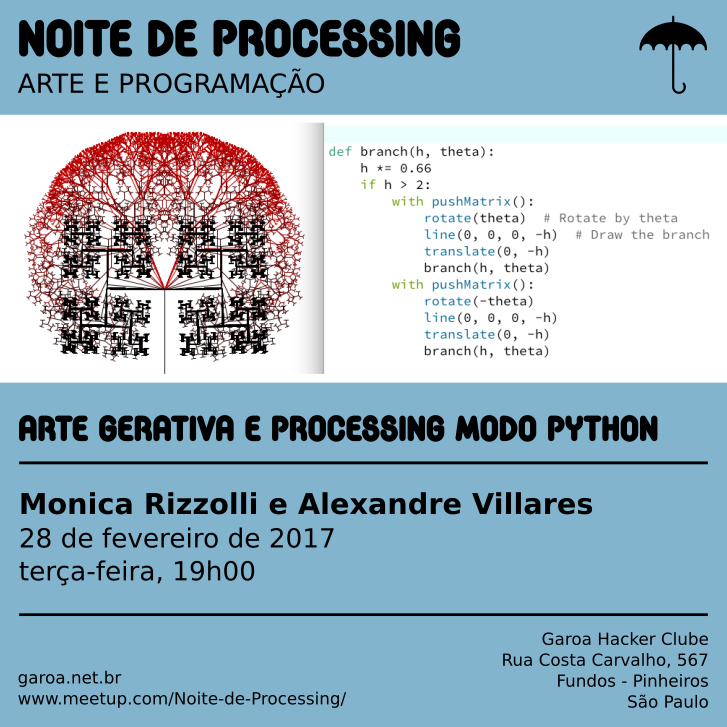 NOITE DE PROCESSING
ARTE E PROGRAMAÇÃO
def branch(h, theta):
    h *= 0.66
    if h > 2:
        with pushMatrix():
            rotate(theta)  # Rotate by theta
            line(0, 0, 0, -h)  # Draw the branch
            translate(0, -h)
            branch(h, theta)
        with pushMatrix():
            rotate(-theta)
            line(0, 0, 0, -h)
            translate(0, -h)
            branch(h, theta)
ARTE GERATIVA E PROCESSING MODO PYTHON
Monica Rizzolli e Alexandre Villares
28 de fevereiro de 2017
terça-feira, 19h00
garoa.net.br
www.meetup.com/Noite-de-Processing/
Garoa Hacker Clube
Rua Costa Carvalho, 567
Fundos - Pinheiros
São Paulo